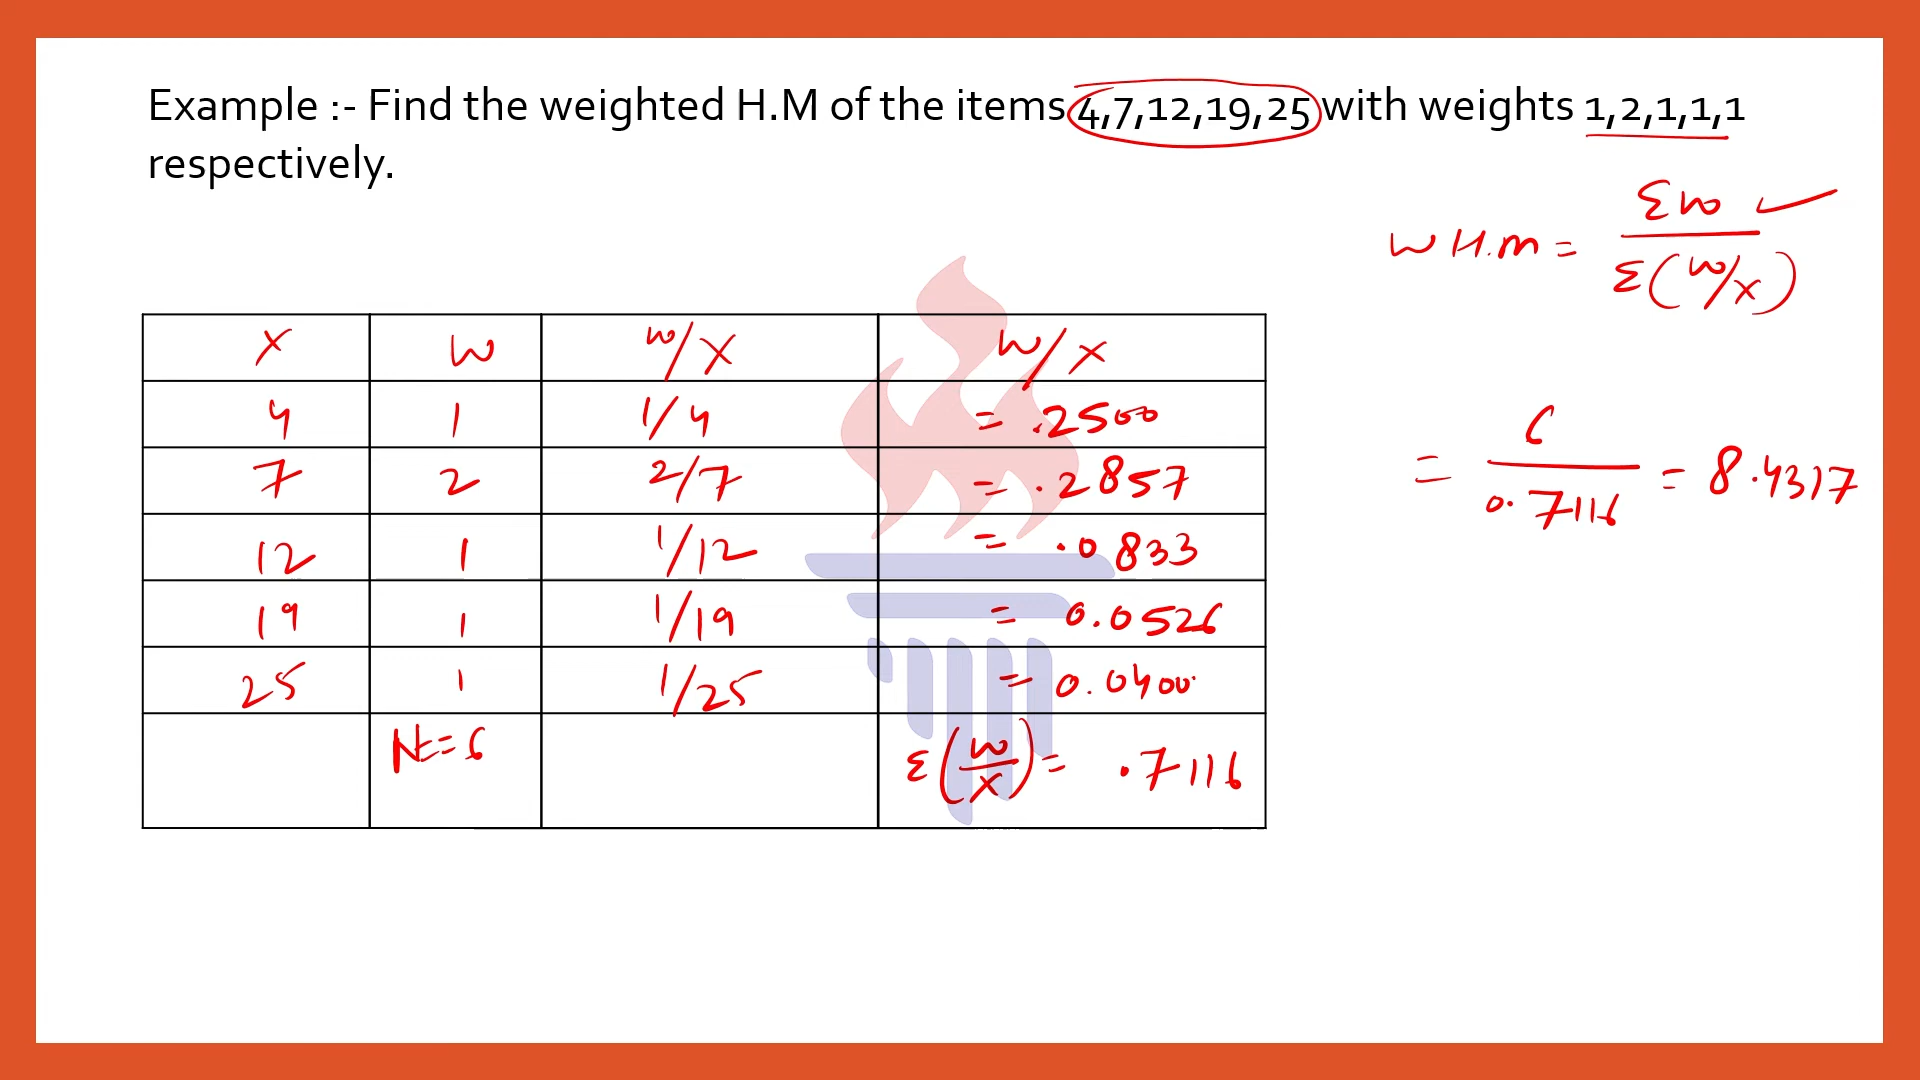 Example :- Find the weighted H.M of the items 4,7,12,19,25 with weights 1,2,1,1,1
respectively.
W H.m = Σw / Σ(w/x)
X W w/X W/X
4 1 1/4 = .2500
7 2 2/7 = .2857
12 1 1/12 = .0833
19 1 1/19 = 0.0526
25 1 1/25 = 0.0400
N=6 Σ(w/x) = .7116
= 6 / 0.7116 = 8.4317